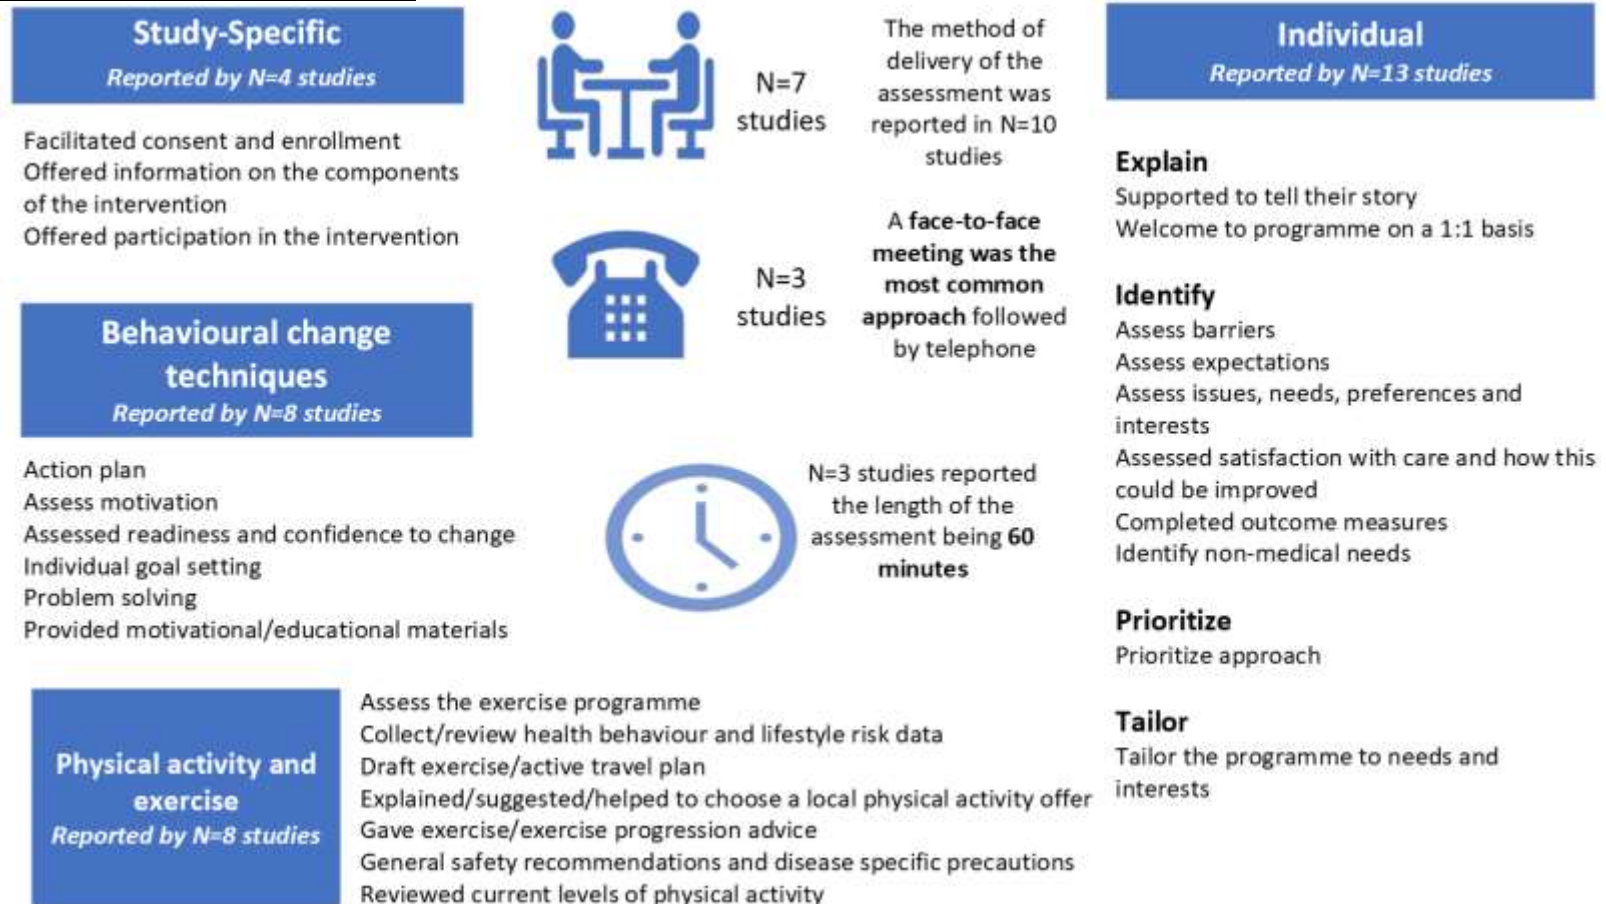 Study-Specific
Reported by N=4 studies
Facilitated consent and enrollment
Offered information on the components
of the intervention
Offered participation in the intervention
Behavioural change
techniques
Reported by N=8 studies
Action plan
Assess motivation
Assessed readiness and confidence to change
Individual goal setting
Problem solving
Provided motivational/educational materials
Physical activity and
exercise
Reported by N=8 studies
Assess the exercise programme
Collect/review health behaviour and lifestyle risk data
Draft exercise/active travel plan
Explained/suggested/helped to choose a local physical activity offer
Gave exercise/exercise progression advice
General safety recommendations and disease specific precautions
Reviewed current levels of physical activity
N=7
studies
The method of
delivery of the
assessment was
reported in N=10
studies
N=3
studies
A face-to-face
meeting was the
most common
approach followed
by telephone
N=3 studies reported
the length of the
assessment being 60
minutes
Individual
Reported by N=13 studies
Explain
Supported to tell their story
Welcome to programme on a 1:1 basis
Identify
Assess barriers
Assess expectations
Assess issues, needs, preferences and
interests
Assessed satisfaction with care and how this
could be improved
Completed outcome measures
Identify non-medical needs
Prioritize
Prioritize approach
Tailor
Tailor the programme to needs and
interests